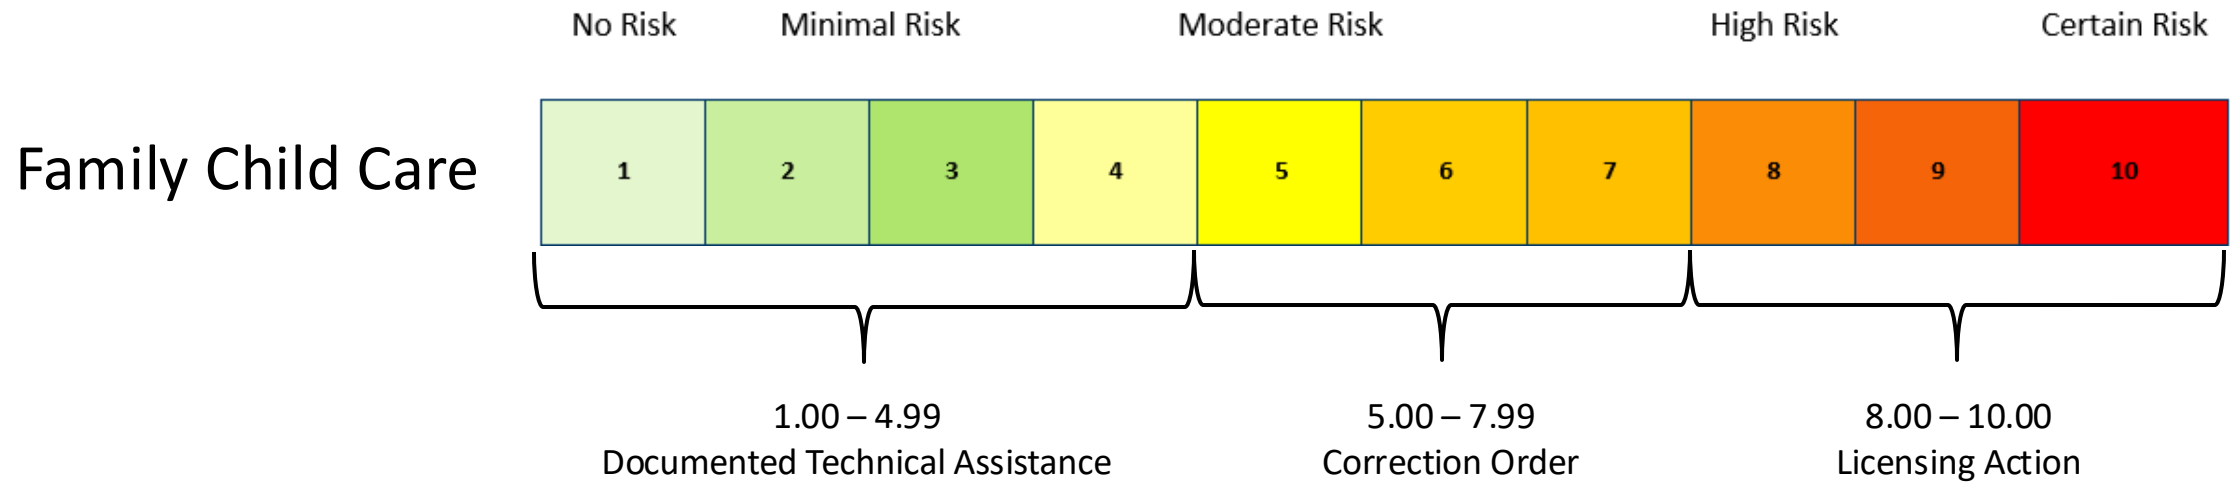 No Risk Minimal Risk Moderate Risk High Risk Certain Risk
Family Child Care 1 2 3 4 5 6 7 8 9 10
1.00 – 4.99 5.00 – 7.99 8.00 – 10.00
Documented Technical Assistance Correction Order Licensing Action